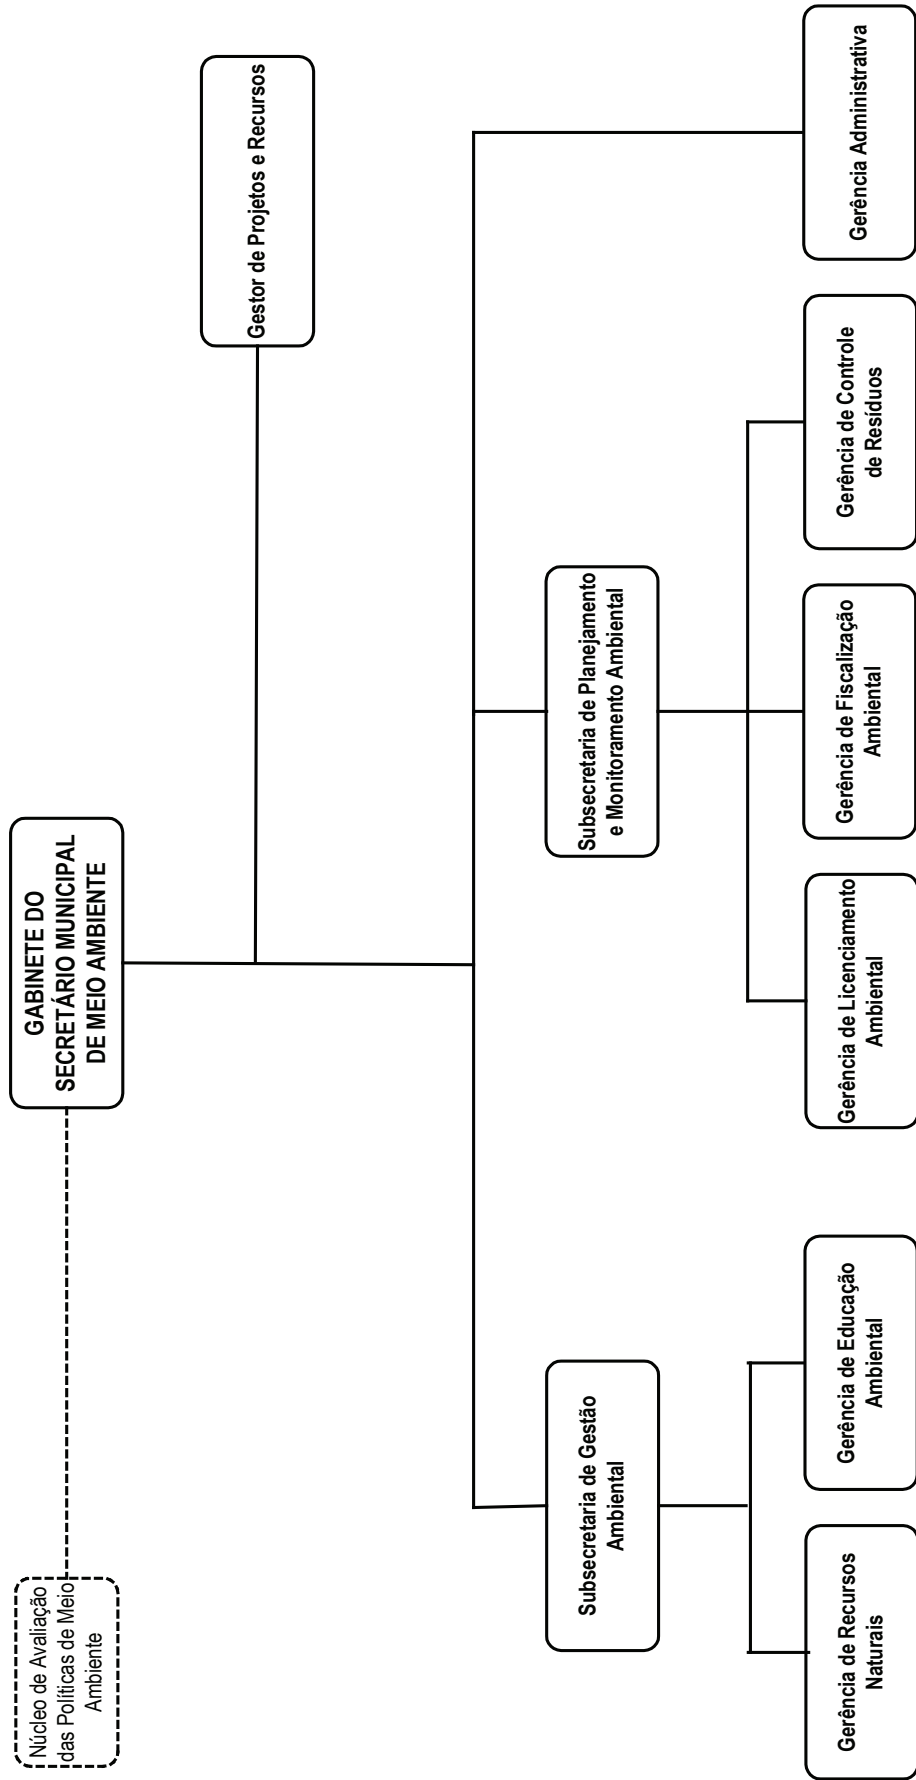 Núcleo de Avaliação
das Políticas de Meio
Ambiente
GABINETE DO
SECRETÁRIO MUNICIPAL
DE MEIO AMBIENTE
Gestor de Projetos e Recursos
Subsecretaria de Gestão
Ambiental
Subsecretaria de Planejamento
e Monitoramento Ambiental
Gerência de Recursos
Naturais
Gerência de Educação
Ambiental
Gerência de Licenciamento
Ambiental
Gerência de Fiscalização
Ambiental
Gerência de Controle
de Resíduos
Gerência Administrativa